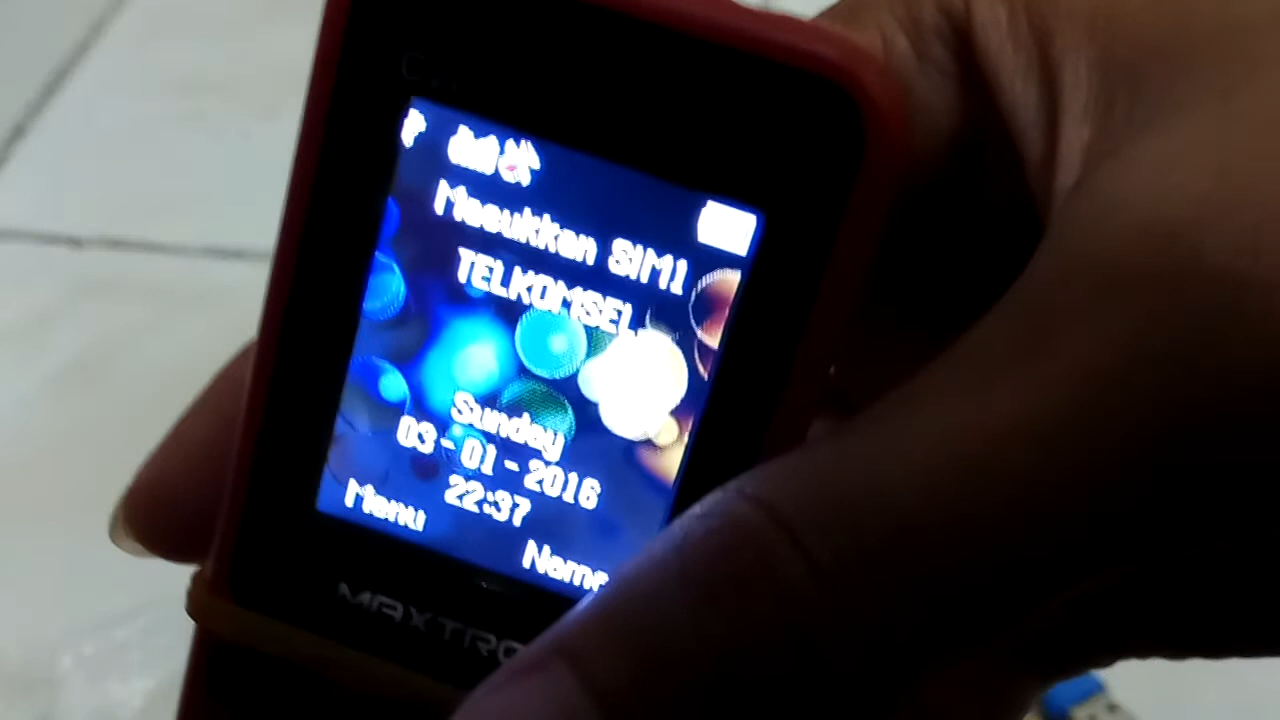 Masukkan SIM1
TELKOMSEL
Sunday
03-01-2016
22:37
Menu
MAXTRO